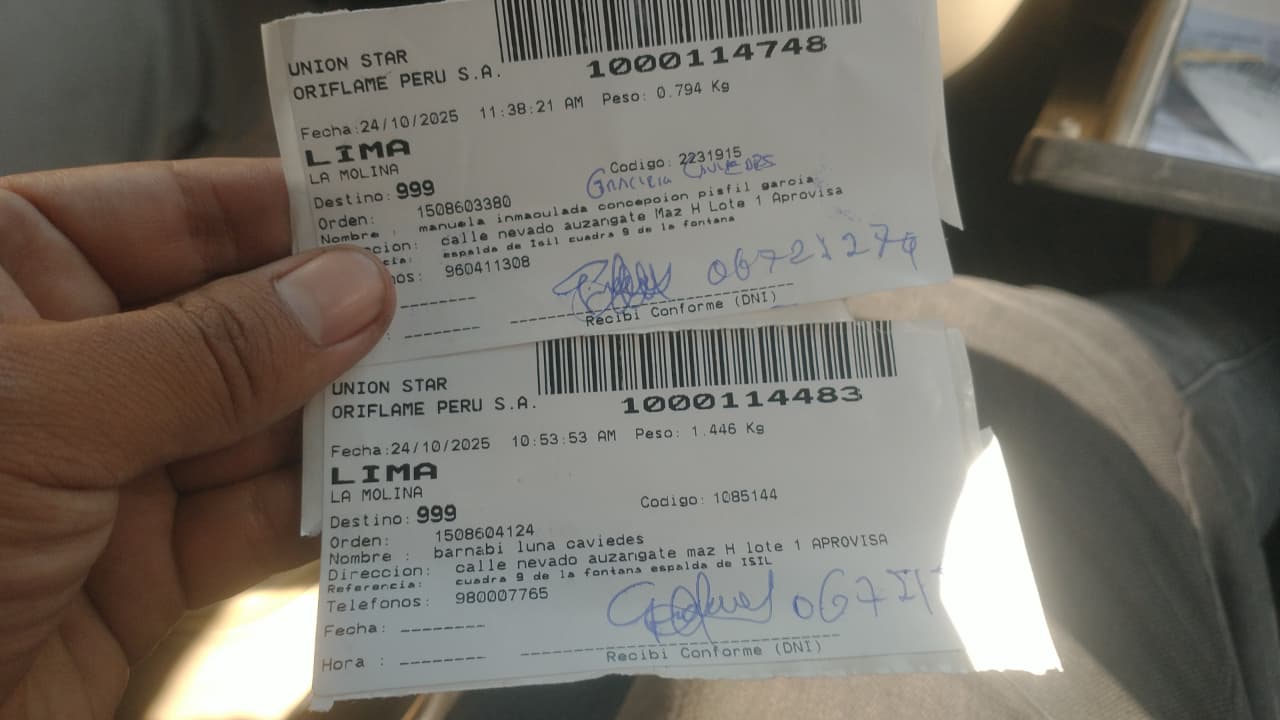 UNION STAR
ORIFLAME PERU S.A.
1000114748
Fecha:24/10/2025 11:38:21 AM Peso: 0.794 Kg
LIMA
LA MOLINA
Codigo: 2231915
Destino: 999
Orden: 1508603380
Nombre manuela inmaculada concepcion pisfil garcia
ccion: calle nevado auzangate Maz H Lote 1 Aprovisa
cia: espalda de Isil cuadra 9 de la fontana
nos: 960411308
Recibi Conforme (DNI)
UNION STAR
ORIFLAME PERU S.A.
1000114483
Fecha:24/10/2025 10:53:53 AM Peso: 1.446 Kg
LIMA
LA MOLINA
Codigo: 1085144
Destino: 999
Orden: 1508604124
Nombre : barnabi luna caviedes
Direccion: calle nevado auzangate maz H lote 1 APROVISA
Referencia: cuadra 9 de la fontana espalda de ISIL
Telefonos: 980007765
Fecha: --------
Hora : --------
Recibi Conforme (DNI)